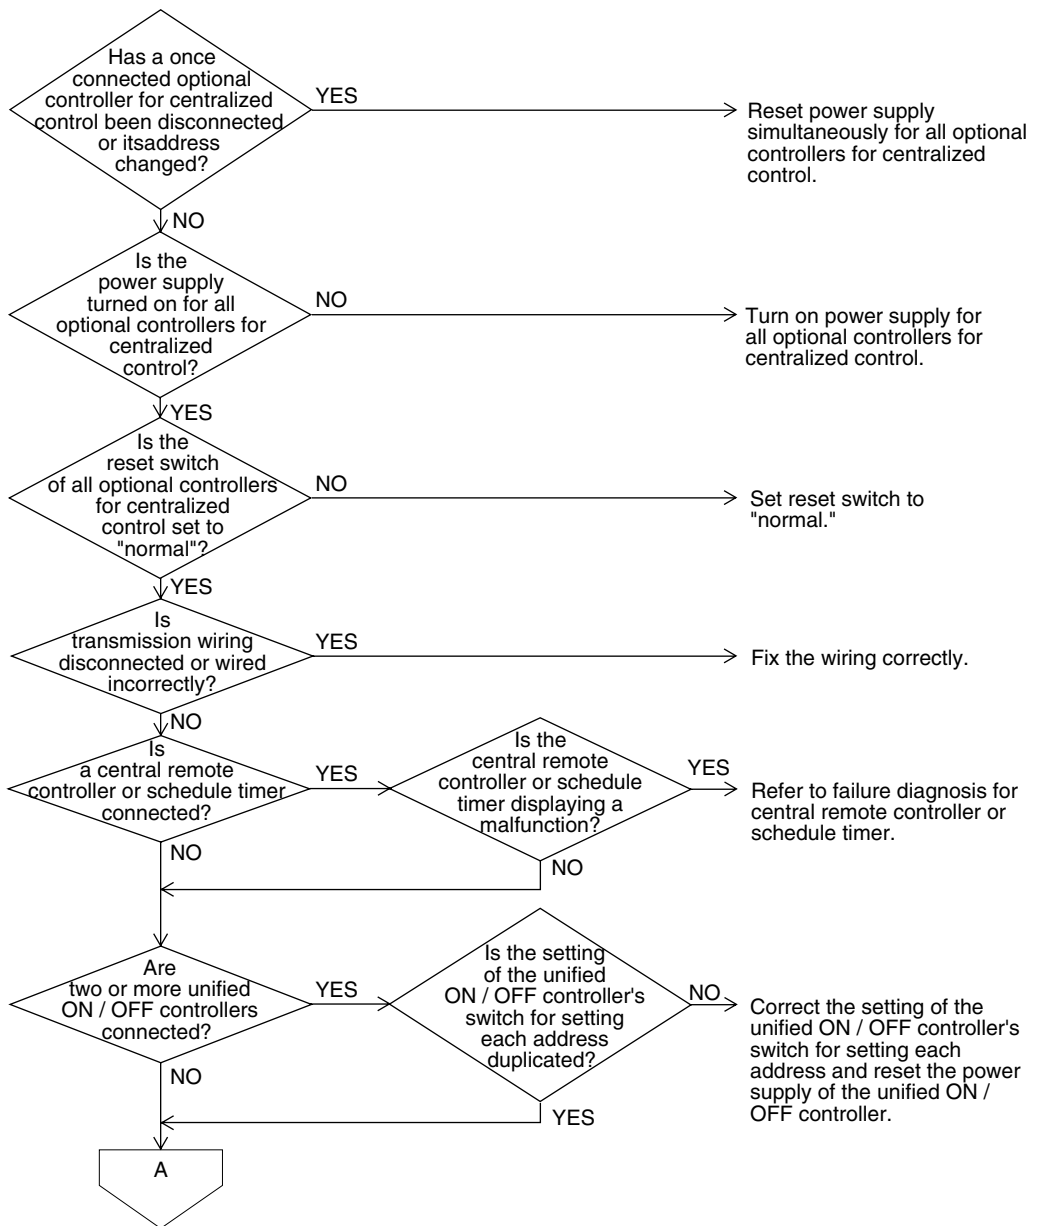 Has a once
connected optional
controller for centralized
control been disconnected
or itsaddress
changed?
YES
Reset power supply
simultaneously for all optional
controllers for centralized
control.
NO
Is the
power supply
turned on for all
optional controllers for
centralized
control?
NO
Turn on power supply for
all optional controllers for
centralized control.
YES
Is the
reset switch
of all optional controllers
for centralized
control set to
"normal"?
NO
Set reset switch to
"normal."
YES
Is
transmission wiring
disconnected or wired
incorrectly?
YES
Fix the wiring correctly.
NO
Is
a central remote
controller or schedule timer
connected?
YES
Is the
central remote
controller or schedule
timer displaying a
malfunction?
YES
Refer to failure diagnosis for
central remote controller or
schedule timer.
NO
NO
Are
two or more unified
ON / OFF controllers
connected?
YES
Is the setting
of the unified
ON / OFF controller's
switch for setting
each address
duplicated?
NO
Correct the setting of the
unified ON / OFF controller's
switch for setting each
address and reset the power
supply of the unified ON /
OFF controller.
NO
YES
A